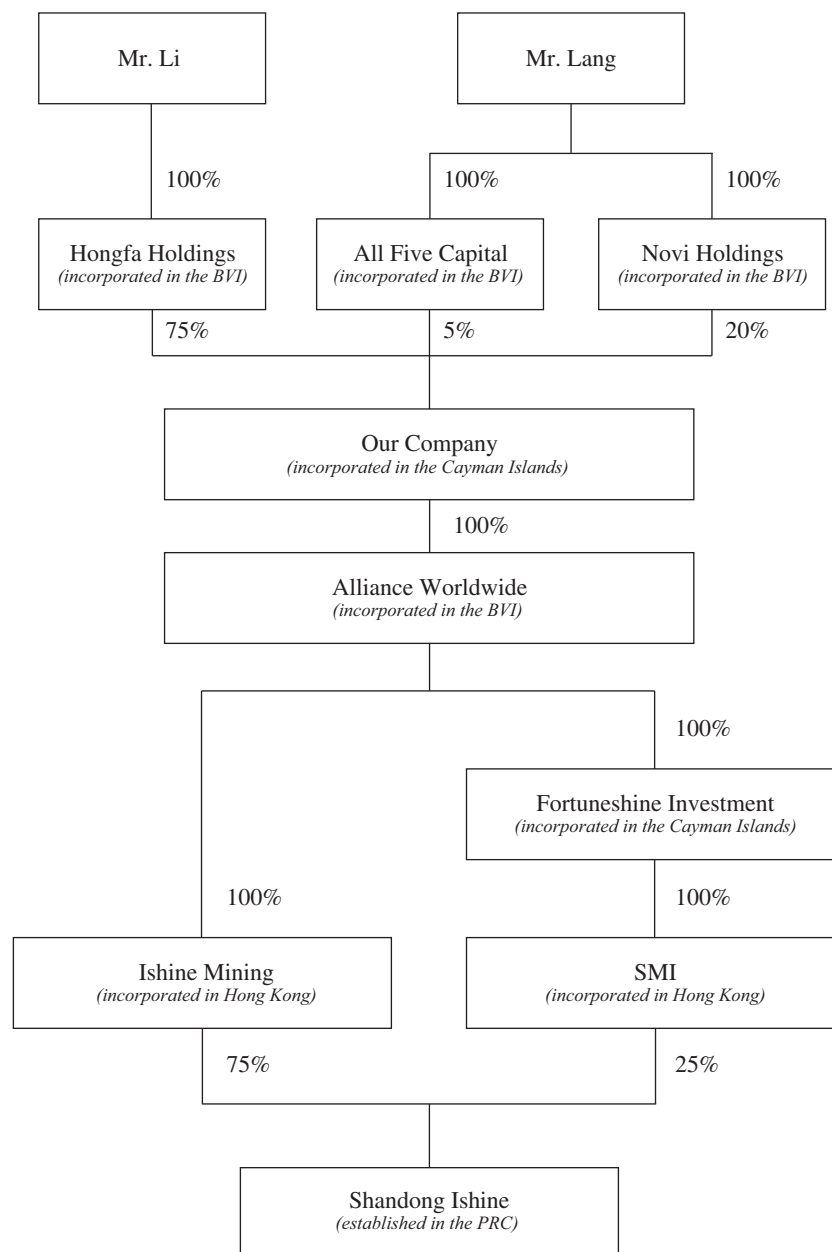 Mr. Li
Mr. Lang
100%
100%
100%
Hongfa Holdings
(incorporated in the BVI)
All Five Capital
(incorporated in the BVI)
Novi Holdings
(incorporated in the BVI)
75%
5%
20%
Our Company
(incorporated in the Cayman Islands)
100%
Alliance Worldwide
(incorporated in the BVI)
100%
Fortuneshine Investment
(incorporated in the Cayman Islands)
100%
100%
Ishine Mining
(incorporated in Hong Kong)
SMI
(incorporated in Hong Kong)
75%
25%
Shandong Ishine
(established in the PRC)